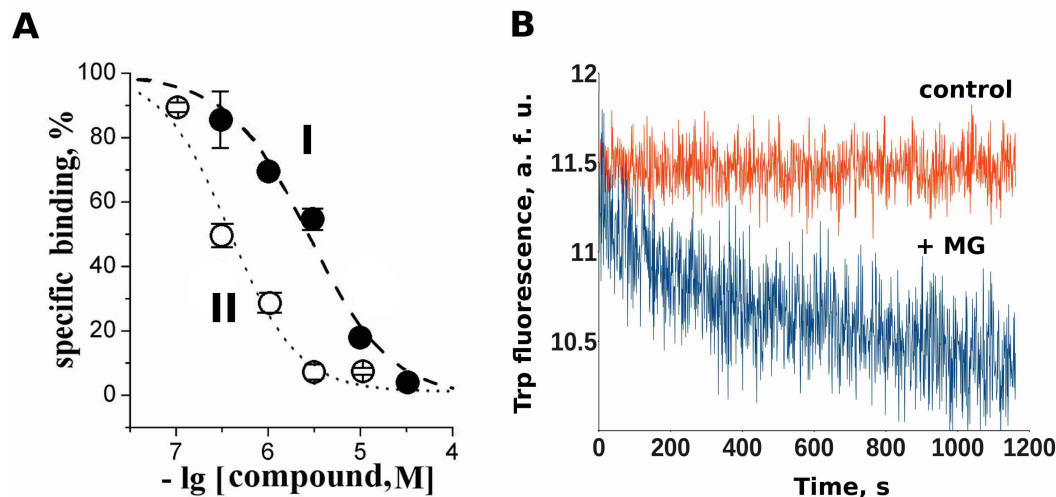 A
specific binding, %
100
80
60
40
20
0
I
II
7
6
5
4
- lg [compound,M]
B
Trp fluorescence, a. f. u.
12
11.5
11
10.5
control
+ MG
0
200
400
600
800
1000
1200
Time, s